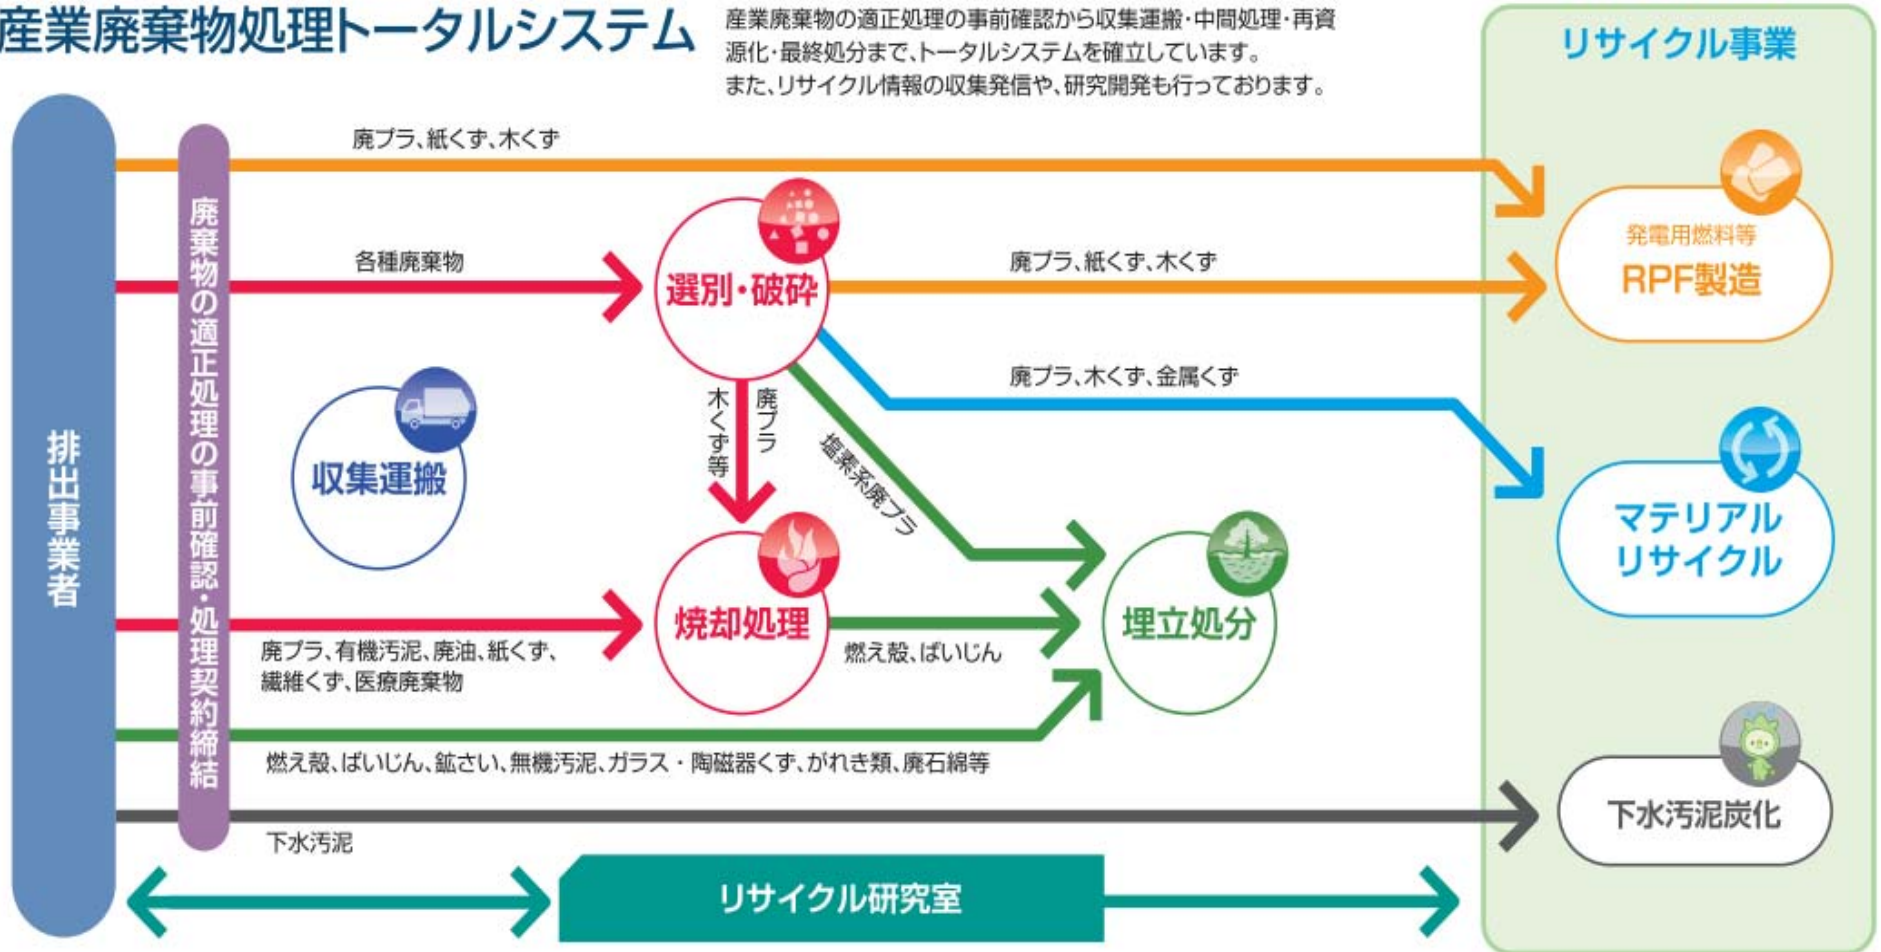 産業廃棄物処理トータルシステム
産業廃棄物の適正処理の事前確認から収集運搬・中間処理・再資
源化・最終処分まで、トータルシステムを確立しています。
また、リサイクル情報の収集発信や、研究開発も行っております。
リサイクル事業
排出事業者
廃棄物の適正処理の事前確認・処理契約締結
廃プラ、紙くず、木くず
各種廃棄物
選別・破砕
廃プラ、紙くず、木くず
発電用燃料等
RPF製造
廃プラ、木くず、金属くず
廃プラ
木くず等
塩素系廃プラ
収集運搬
マテリアル
リサイクル
焼却処理
埋立処分
廃プラ、有機汚泥、廃油、紙くず、
繊維くず、医療廃棄物
燃え殻、ばいじん
燃え殻、ばいじん、鉱さい、無機汚泥、ガラス・陶磁器くず、がれき類、廃石綿等
下水汚泥炭化
下水汚泥
リサイクル研究室